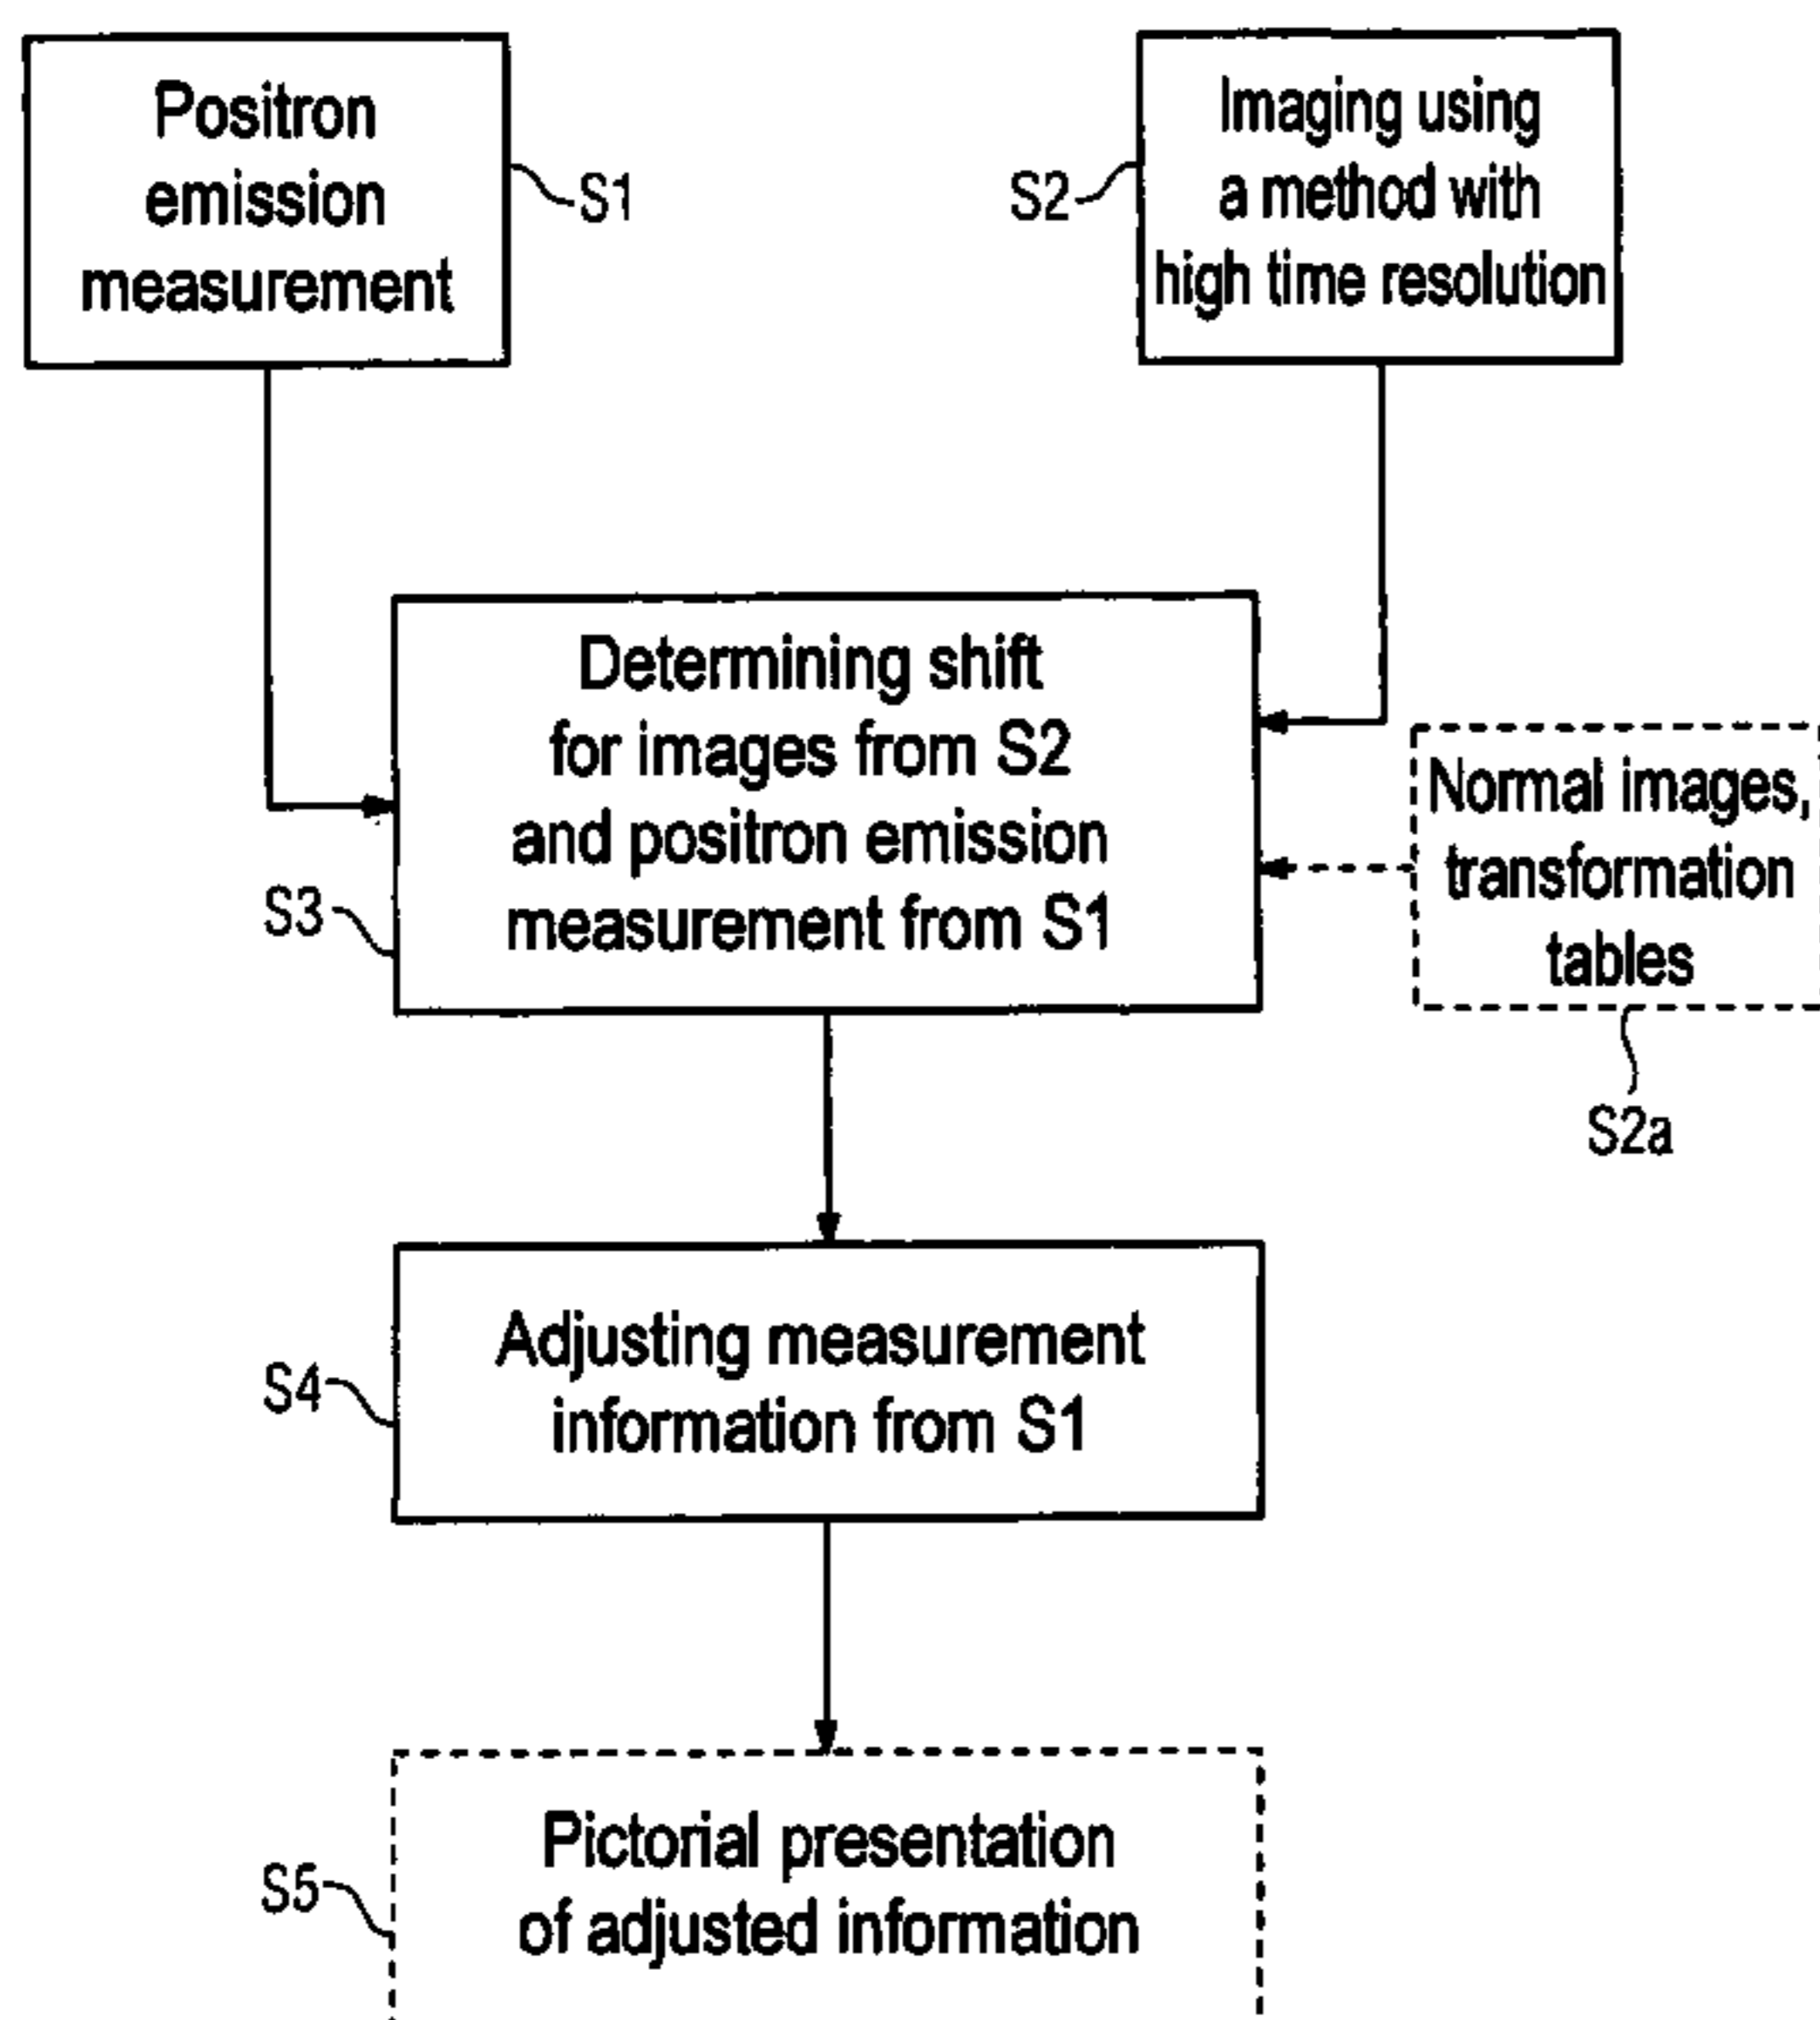 Positron
emission
measurement
S1
S2
Imaging using
a method with
high time resolution
Determining shift
for images from S2
and positron emission
measurement from S1
S3
Normal images,
transformation
tables
S2a
Adjusting measurement
information from S1
S4
Pictorial presentation
of adjusted information
S5